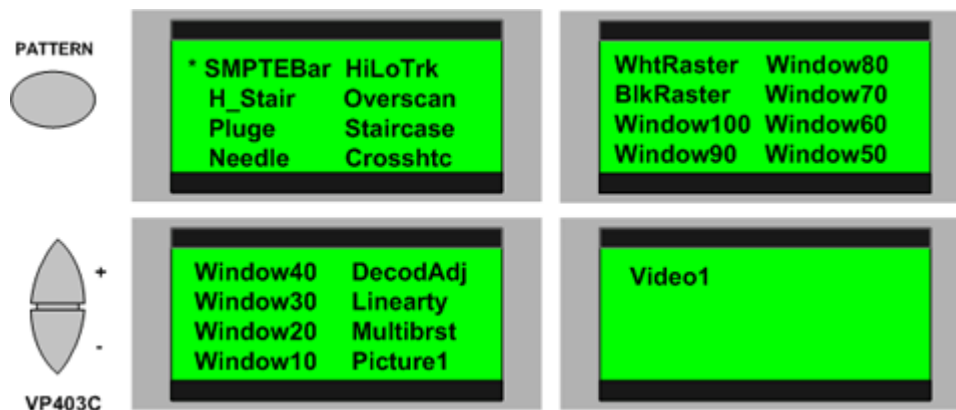 PATTERN
* SMPTEBar HiLoTrk
H_Stair Overscan
Pluge Staircase
Needle Crosshtc
WhtRaster Window80
BlkRaster Window70
Window100 Window60
Window90 Window50
+
-
VP403C
Window40 DecodAdj
Window30 Linearty
Window20 Multibrst
Window10 Picture1
Video1